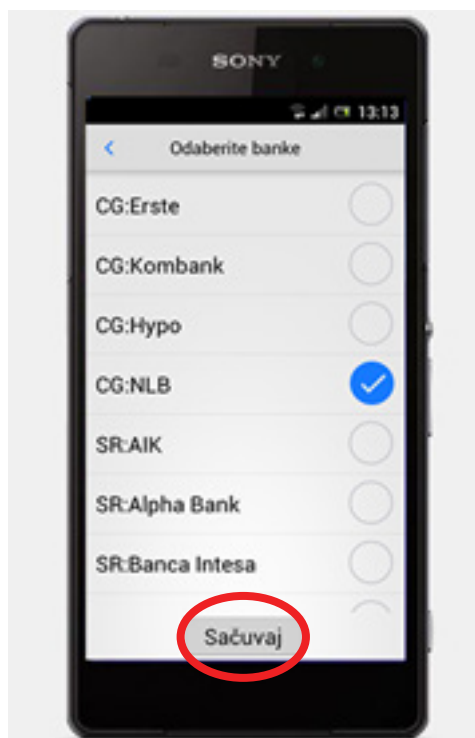 SONY
13:13
Odaberite banke
CG:Erste
CG:Kombank
CG:Hypo
CG:NLB
SR:AIK
SR:Alpha Bank
SR:Banca Intesa
Sačuvaj